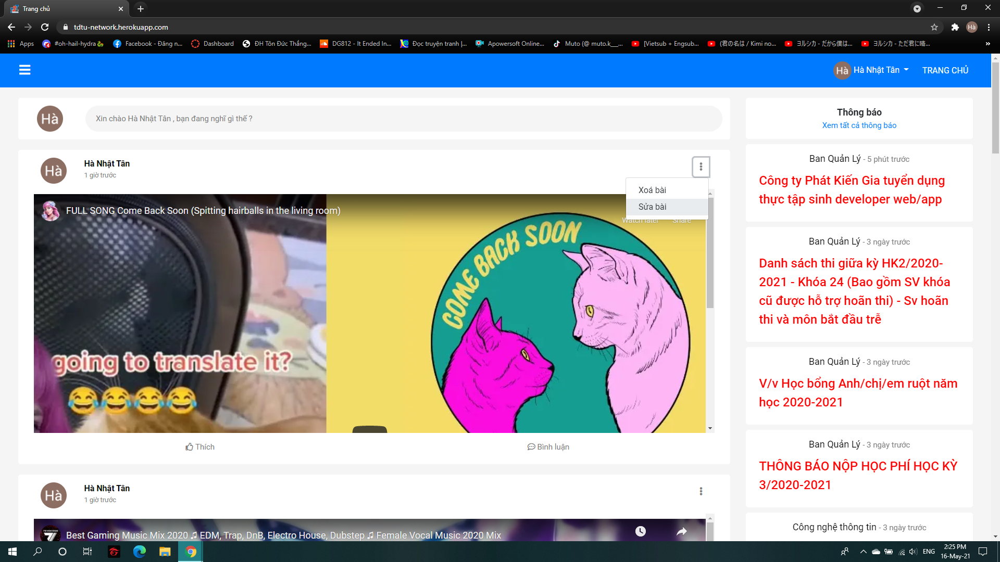 Trang chủ
tdtu-network.herokuapp.com
Hà
Apps
#oh-hail-hydra🐉
Facebook - Đăng n...
Dashboard
ĐH Tôn Đức Thắng...
DG812 - It Ended In...
Đọc truyện tranh |...
Apowersoft Online...
Muto (@ muto.k___...
[Vietsub + Engsub...
(君の名は / Kimi no...
ヨルシカ - だから僕は...
ヨルシカ - ただ君に晴...
»
Hà Hà Nhật Tân
TRANG CHỦ
Hà
Xin chào Hà Nhật Tân , bạn đang nghĩ gì thế ?
Hà
Hà Nhật Tân
1 giờ trước
Xoá bài
Sửa bài
FULL SONG Come Back Soon (Spitting hairballs in the living room)
Watch later
Share
COME BACK SOON
going to translate it?
😂😂😂😂
Thích
Bình luận
Hà
Hà Nhật Tân
1 giờ trước
Best Gaming Music Mix 2020 ♫ EDM, Trap, DnB, Electro House, Dubstep ♫ Female Vocal Music 2020 Mix
Thông báo
Xem tất cả thông báo
Ban Quản Lý - 5 phút trước
Công ty Phát Kiến Gia tuyển dụng
thực tập sinh developer web/app
Ban Quản Lý - 3 ngày trước
Danh sách thi giữa kỳ HK2/2020-
2021 - Khóa 24 (Bao gồm SV khóa
cũ được hỗ trợ hoãn thi) - Sv hoãn
thi và môn bắt đầu trễ
Ban Quản Lý - 3 ngày trước
V/v Học bổng Anh/chị/em ruột năm
học 2020-2021
Ban Quản Lý - 3 ngày trước
THÔNG BÁO NỘP HỌC PHÍ HỌC KỲ
3/2020-2021
Công nghệ thông tin - 3 ngày trước
ENG
2:25 PM
16-May-21